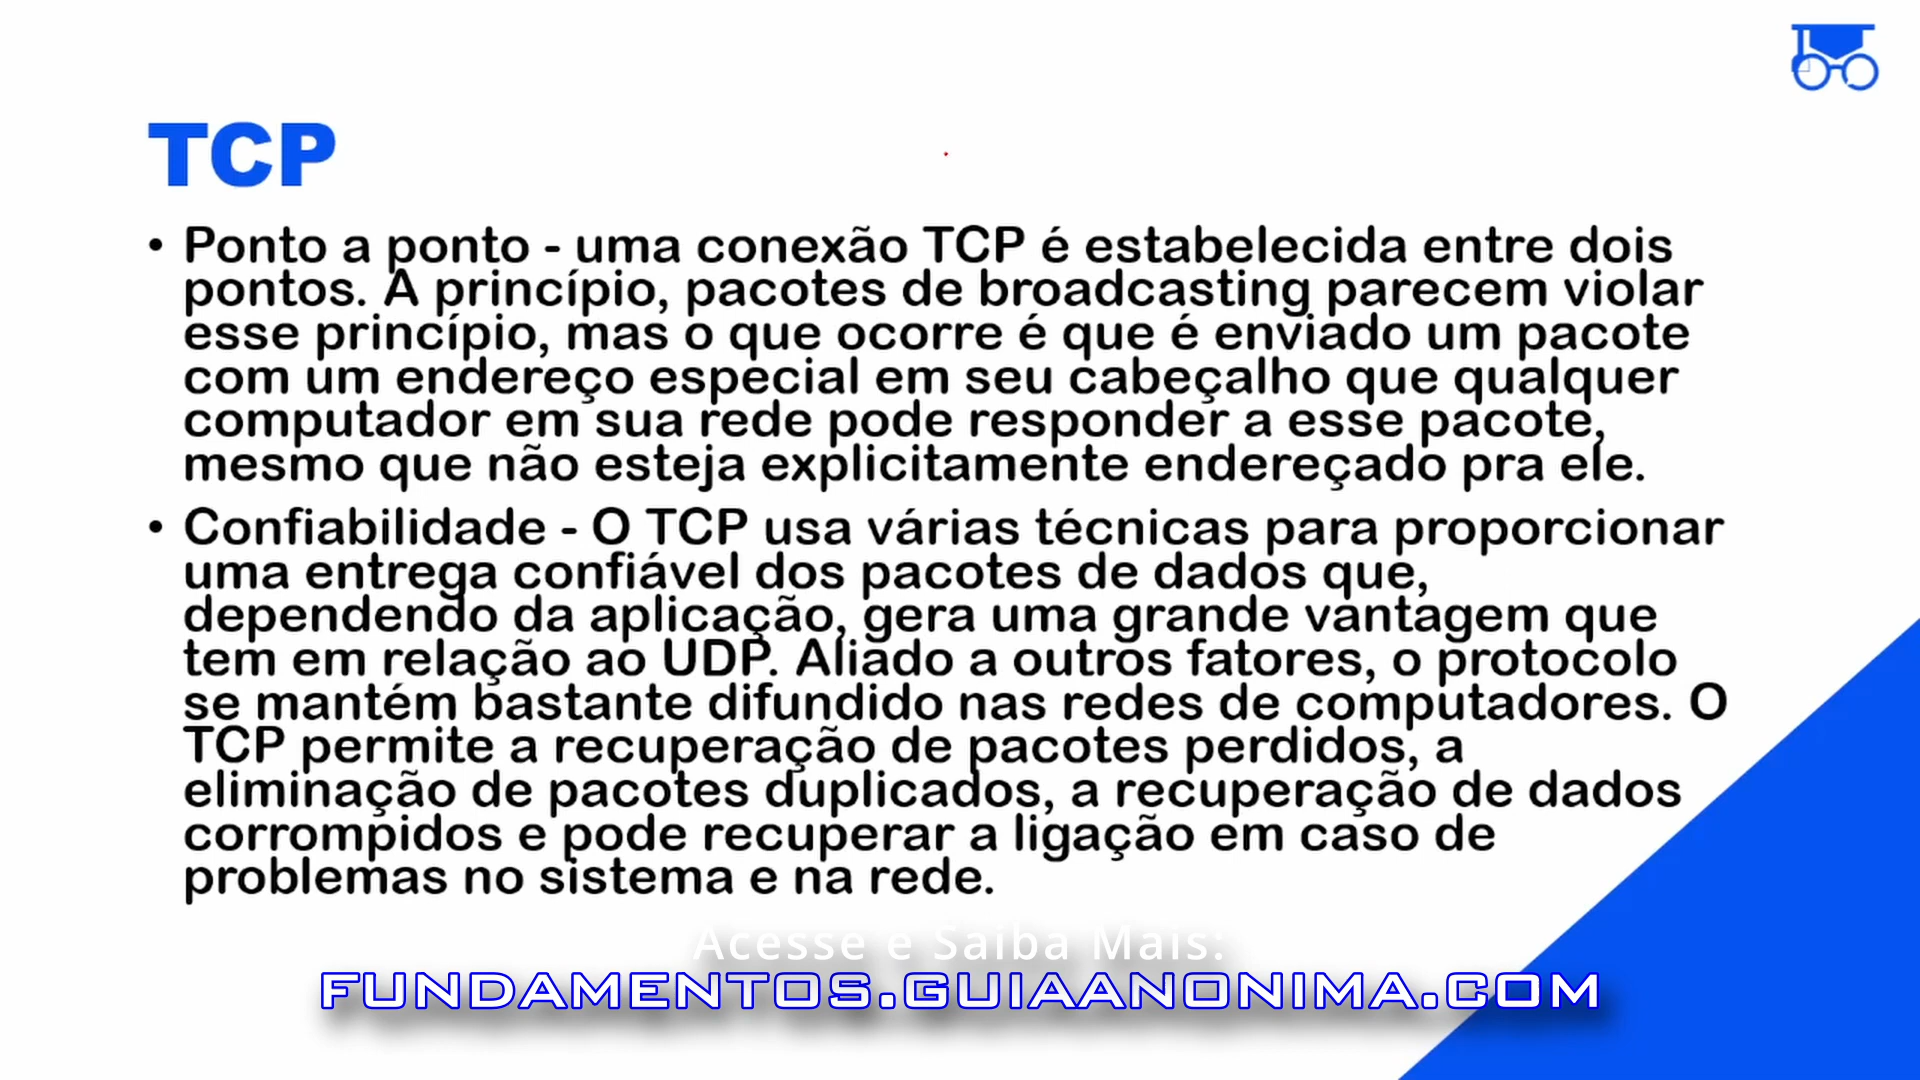 TCP
• Ponto a ponto - uma conexão TCP é estabelecida entre dois
pontos. A princípio, pacotes de broadcasting parecem violar
esse princípio, mas o que ocorre é que é enviado um pacote
com um endereço especial em seu cabeçalho que qualquer
computador em sua rede pode responder a esse pacote,
mesmo que não esteja explicitamente endereçado pra ele.
• Confiabilidade - O TCP usa várias técnicas para proporcionar
uma entrega confiável dos pacotes de dados que,
dependendo da aplicação, gera uma grande vantagem que
tem em relação ao UDP. Aliado a outros fatores, o protocolo
se mantém bastante difundido nas redes de computadores. O
TCP permite a recuperação de pacotes perdidos, a
eliminação de pacotes duplicados, a recuperação de dados
corrompidos e pode recuperar a ligação em caso de
problemas no sistema e na rede.
Acesse e Saiba Mais:
FUNDAMENTOS.GUIAANONIMA.COM